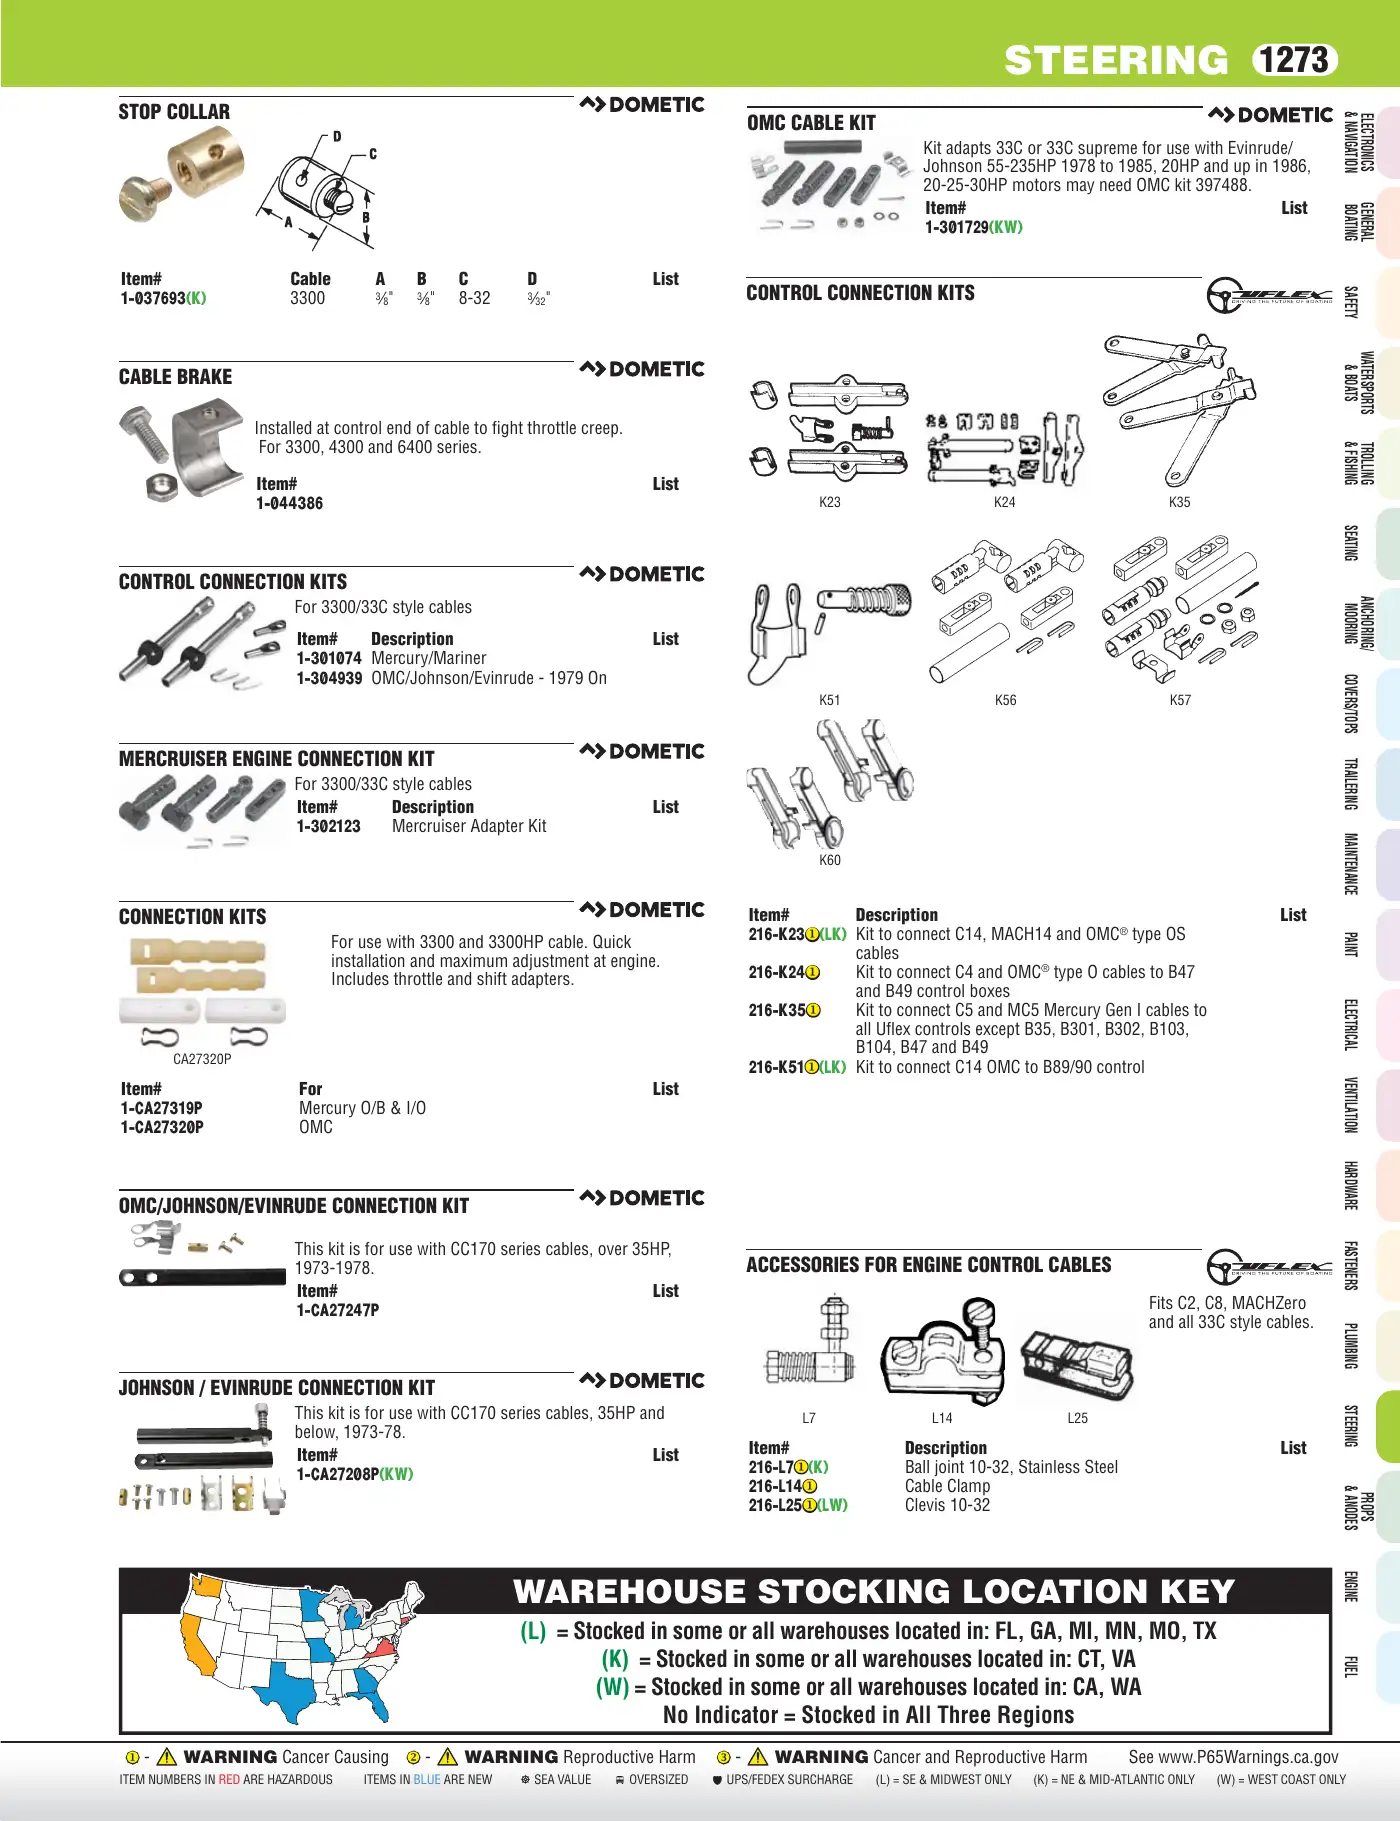 STEERING 1273
STOP COLLAR
DOMETIC
D
C
A
B
Item# Cable A B C D List
1-037693(K) 3300 3⁄8" 3⁄8" 8-32 3⁄32"
CABLE BRAKE
DOMETIC
Installed at control end of cable to fight throttle creep.
For 3300, 4300 and 6400 series.
Item# List
1-044386
CONTROL CONNECTION KITS
DOMETIC
For 3300/33C style cables
Item# Description List
1-301074 Mercury/Mariner
1-304939 OMC/Johnson/Evinrude - 1979 On
MERCRUISER ENGINE CONNECTION KIT
DOMETIC
For 3300/33C style cables
Item# Description List
1-302123 Mercruiser Adapter Kit
CONNECTION KITS
DOMETIC
For use with 3300 and 3300HP cable. Quick
installation and maximum adjustment at engine.
Includes throttle and shift adapters.
CA27320P
Item# For List
1-CA27319P Mercury O/B & I/O
1-CA27320P OMC
OMC/JOHNSON/EVINRUDE CONNECTION KIT
DOMETIC
This kit is for use with CC170 series cables, over 35HP,
1973-1978.
Item# List
1-CA27247P
JOHNSON / EVINRUDE CONNECTION KIT
DOMETIC
This kit is for use with CC170 series cables, 35HP and
below, 1973-78.
Item# List
1-CA27208P(KW)
OMC CABLE KIT
DOMETIC
Kit adapts 33C or 33C supreme for use with Evinrude/
Johnson 55-235HP 1978 to 1985, 20HP and up in 1986,
20-25-30HP motors may need OMC kit 397488.
Item# List
1-301729(KW)
CONTROL CONNECTION KITS
UFLEX
DRIVING THE FUTURE OF BOATING
K23 K24 K35
K51 K56 K57
K60
Item# Description List
216-K23①(LK) Kit to connect C14, MACH14 and OMC® type OS
cables
216-K24① Kit to connect C4 and OMC® type O cables to B47
and B49 control boxes
216-K35① Kit to connect C5 and MC5 Mercury Gen I cables to
all Uflex controls except B35, B301, B302, B103,
B104, B47 and B49
216-K51①(LK) Kit to connect C14 OMC to B89/90 control
ACCESSORIES FOR ENGINE CONTROL CABLES
UFLEX
DRIVING THE FUTURE OF BOATING
Fits C2, C8, MACHZero
and all 33C style cables.
L7 L14 L25
Item# Description List
216-L7①(K) Ball joint 10-32, Stainless Steel
216-L14① Cable Clamp
216-L25①(LW) Clevis 10-32
ELECTRONICS
& NAVIGATION
GENERAL
BOATING
SAFETY
WATERSPORTS
& BOATS
TROLLING
& FISHING
SEATING
ANCHORING/
MOORING
COVERS/TOPS
TRAILERING
MAINTENANCE
PAINT
ELECTRICAL
VENTILATION
HARDWARE
FASTENERS
PLUMBING
STEERING
PROPS
& ANODES
ENGINE
FUEL
WAREHOUSE STOCKING LOCATION KEY
(L) = Stocked in some or all warehouses located in: FL, GA, MI, MN, MO, TX
(K) = Stocked in some or all warehouses located in: CT, VA
(W) = Stocked in some or all warehouses located in: CA, WA
No Indicator = Stocked in All Three Regions
① - ⚠ WARNING Cancer Causing ② - ⚠ WARNING Reproductive Harm ③ - ⚠ WARNING Cancer and Reproductive Harm See www.P65Warnings.ca.gov
ITEM NUMBERS IN RED ARE HAZARDOUS ITEMS IN BLUE ARE NEW SEA VALUE OVERSIZED UPS/FEDEX SURCHARGE (L) = SE & MIDWEST ONLY (K) = NE & MID-ATLANTIC ONLY (W) = WEST COAST ONLY